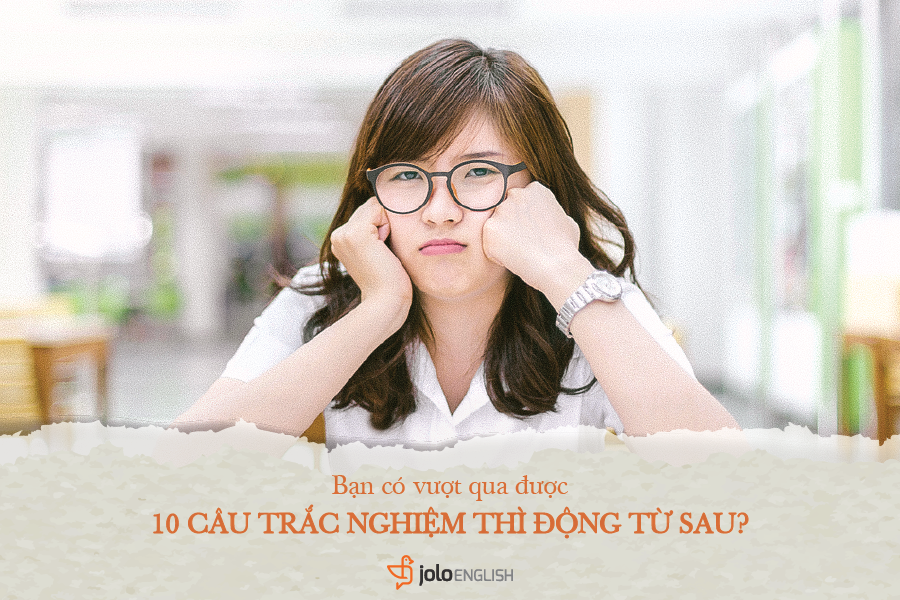 Bạn có vượt qua được
10 CÂU TRẮC NGHIỆM THÌ ĐỘNG TỪ SAU?
joloENGLISH